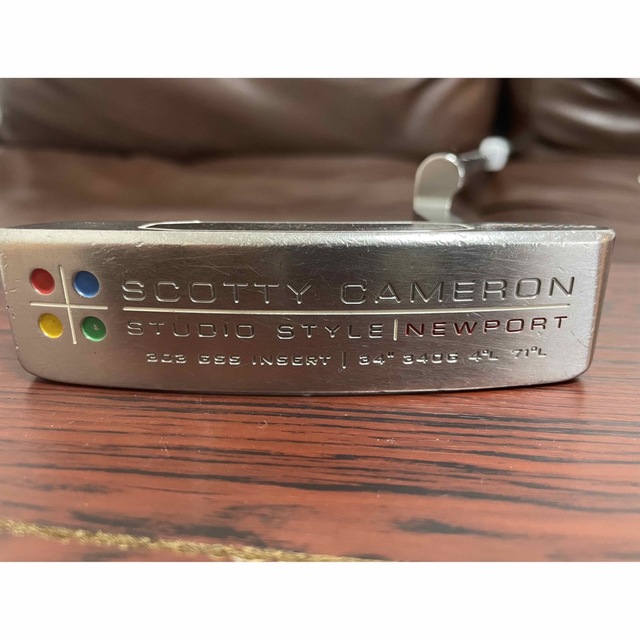 SCOTTY CAMERON
STUDIO STYLE | NEWPORT
303 GSS INSERT | 34" 340G 4°L 71°L